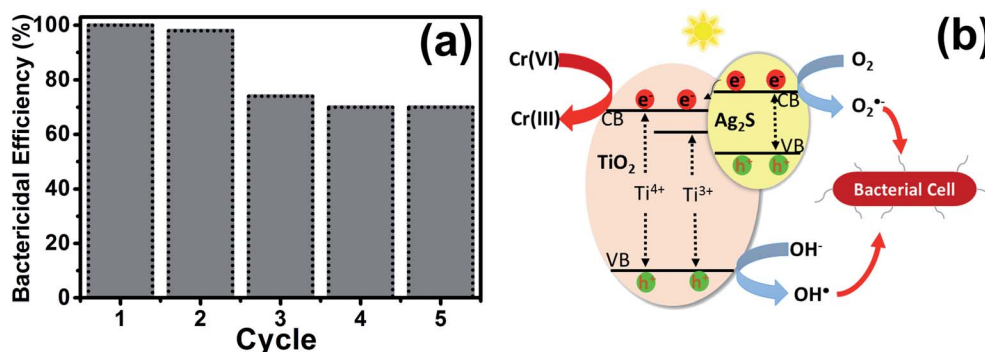 (a)
Bactericidal Efficiency (%)
100
80
60
40
20
0
1 2 3 4 5
Cycle
(b)
Cr(VI)
Cr(III)
e⁻ e⁻ e⁻ e⁻
CB
CB
Ag₂S
VB
h⁺ h⁺
TiO₂
Ti⁴⁺ Ti³⁺
VB
h⁺ h⁺
O₂
O₂•⁻
Bacterial Cell
OH⁻
OH•